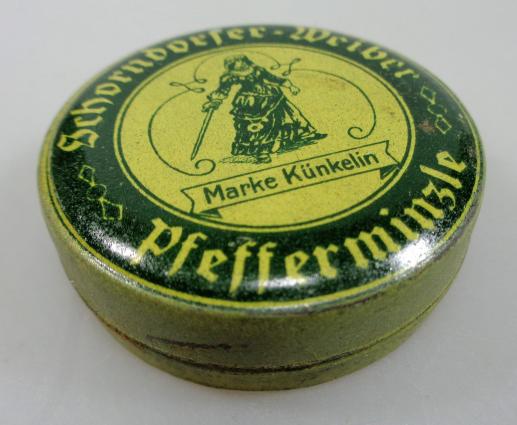 Schorndorfer-Weiber
Marke Künkelin
Pfefferminzle